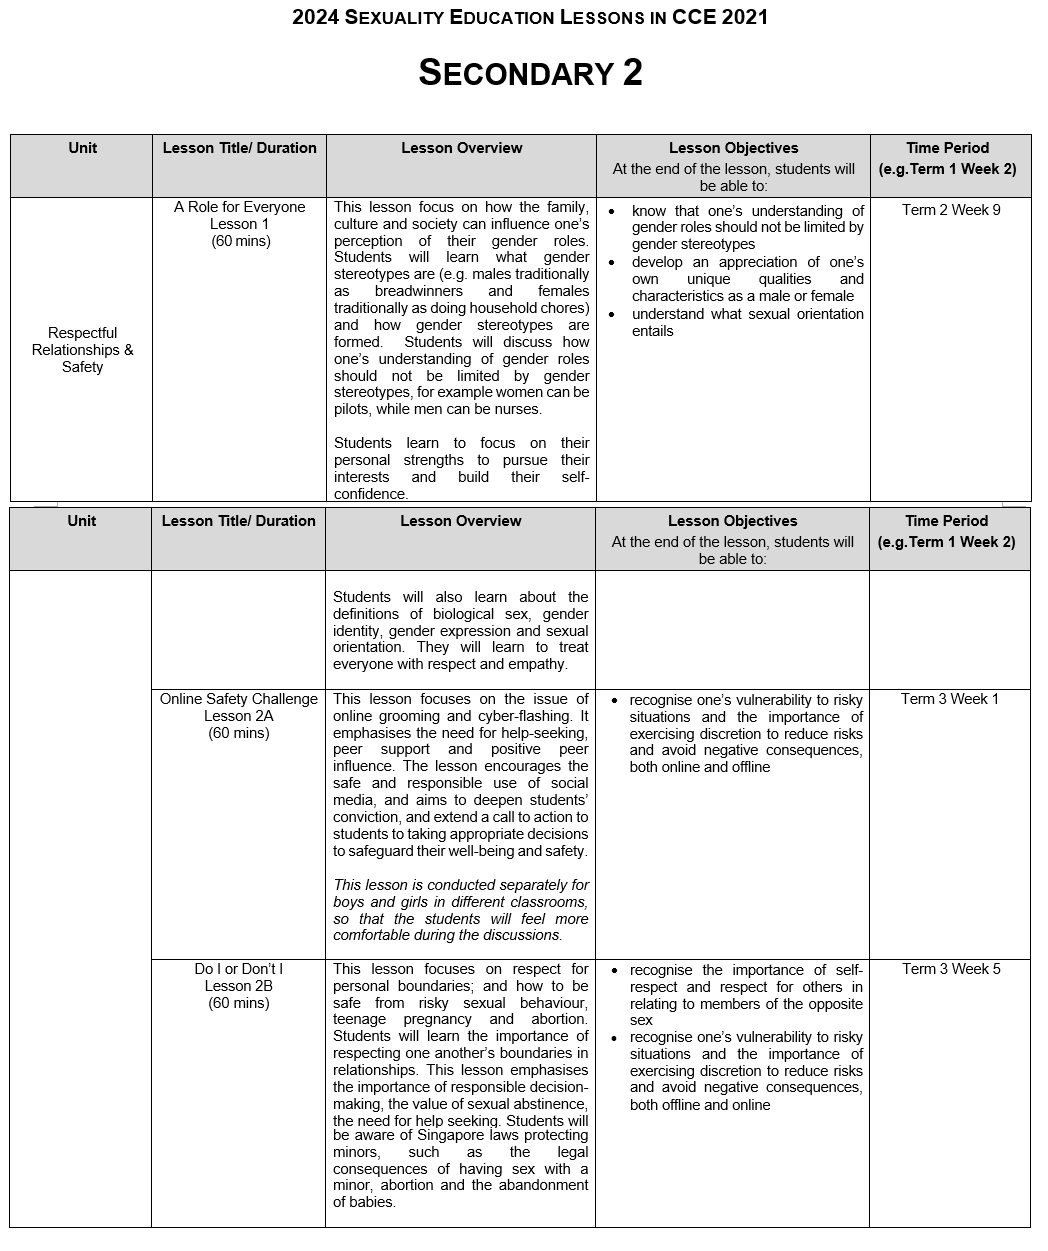 2024 SEXUALITY EDUCATION LESSONS IN CCE 2021
SECONDARY 2
Unit
Lesson Title/ Duration
Lesson Overview
Lesson Objectives
At the end of the lesson, students will
be able to:
Time Period
(e.g.Term 1 Week 2)
Respectful
Relationships &
Safety
A Role for Everyone
Lesson 1
(60 mins)
This lesson focus on how the family,
culture and society can influence one's
perception of their gender roles.
Students will learn what gender
stereotypes are (e.g. males traditionally
as breadwinners and females
traditionally as doing household chores)
and how gender stereotypes are
formed. Students will discuss how
one's understanding of gender roles
should not be limited by gender
stereotypes, for example women can be
pilots, while men can be nurses.
Students learn to focus on their
personal strengths to pursue their
interests and build their self-
confidence.
• know that one's understanding of
gender roles should not be limited by
gender stereotypes
• develop an appreciation of one's
own unique qualities and
characteristics as a male or female
• understand what sexual orientation
entails
Term 2 Week 9
Unit
Lesson Title/ Duration
Lesson Overview
Lesson Objectives
At the end of the lesson, students will
be able to:
Time Period
(e.g.Term 1 Week 2)
Students will also learn about the
definitions of biological sex, gender
identity, gender expression and sexual
orientation. They will learn to treat
everyone with respect and empathy.
Online Safety Challenge
Lesson 2A
(60 mins)
This lesson focuses on the issue of
online grooming and cyber-flashing. It
emphasises the need for help-seeking,
peer support and positive peer
influence. The lesson encourages the
safe and responsible use of social
media, and aims to deepen students'
conviction, and extend a call to action to
students to taking appropriate decisions
to safeguard their well-being and safety.
This lesson is conducted separately for
boys and girls in different classrooms,
so that the students will feel more
comfortable during the discussions.
• recognise one's vulnerability to risky
situations and the importance of
exercising discretion to reduce risks
and avoid negative consequences,
both online and offline
Term 3 Week 1
Do I or Don't I
Lesson 2B
(60 mins)
This lesson focuses on respect for
personal boundaries; and how to be
safe from risky sexual behaviour,
teenage pregnancy and abortion.
Students will learn the importance of
respecting one another's boundaries in
relationships. This lesson emphasises
the importance of responsible decision-
making, the value of sexual abstinence,
the need for help seeking. Students will
be aware of Singapore laws protecting
minors, such as the legal
consequences of having sex with a
minor, abortion and the abandonment
of babies.
• recognise the importance of self-
respect and respect for others in
relating to members of the opposite
sex
• recognise one's vulnerability to risky
situations and the importance of
exercising discretion to reduce risks
and avoid negative consequences,
both offline and online
Term 3 Week 5